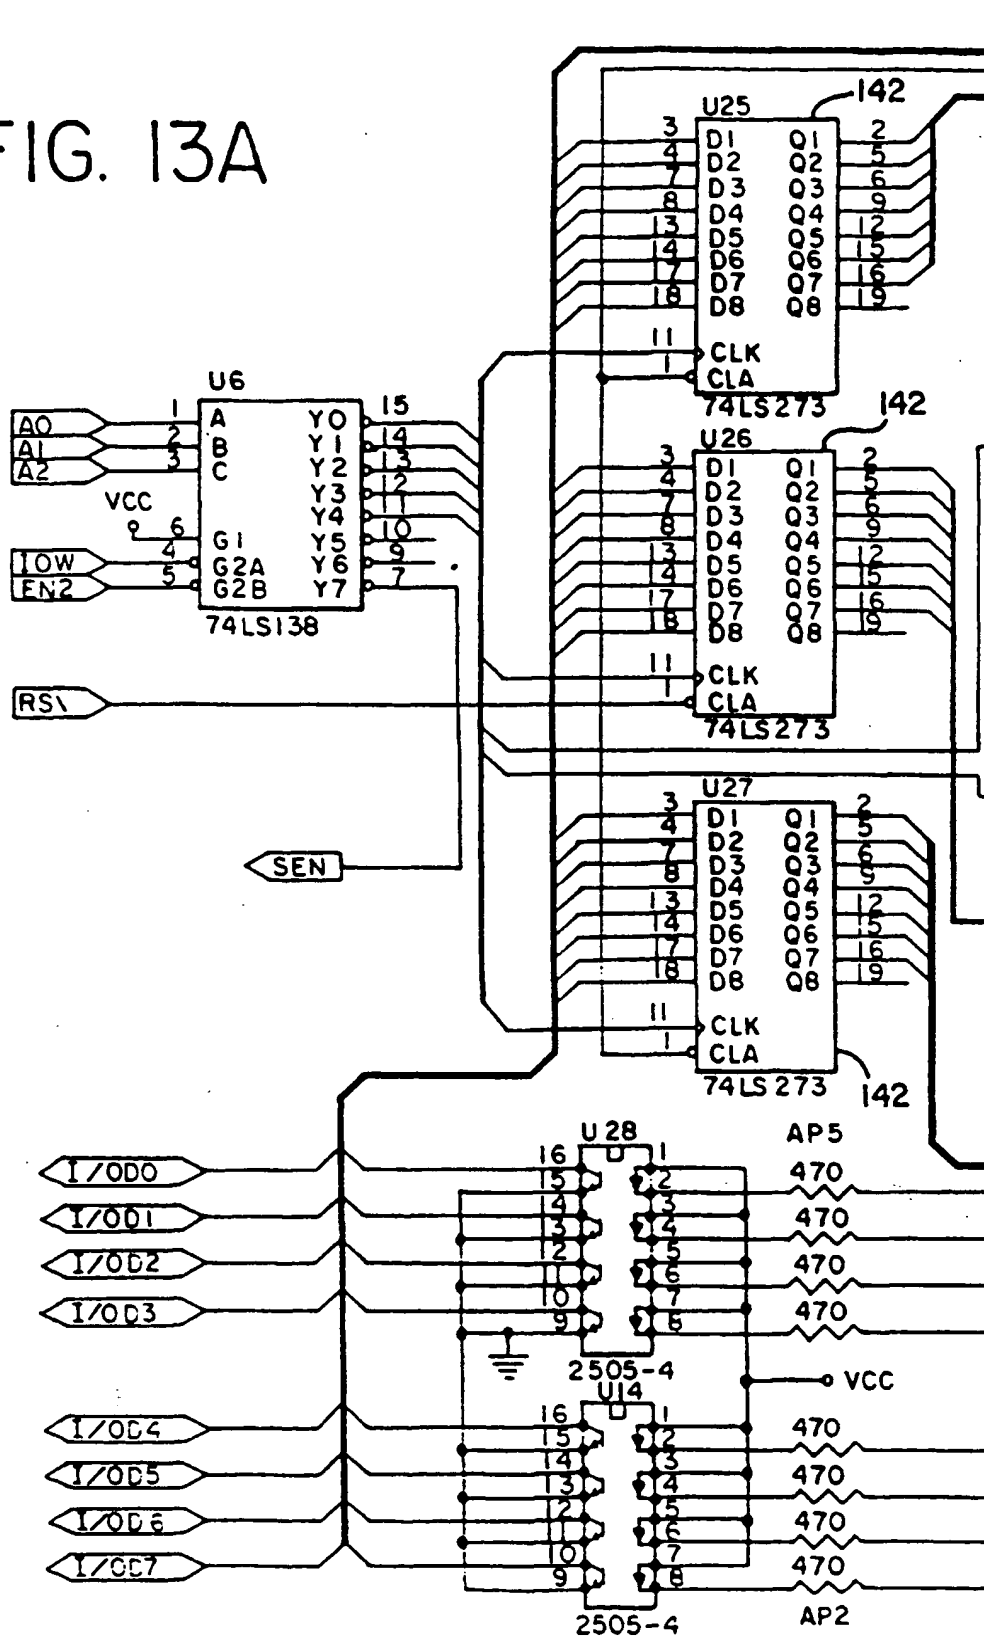 FIG. 13A
U25
142
3 D1 Q1 2
4 D2 Q2 5
7 D3 Q3 6
8 D4 Q4 9
13 D5 Q5 12
14 D6 Q6 15
17 D7 Q7 16
18 D8 Q8 19
11 CLK
1 CLA
74LS273
U6
A0 1 A Y0 15
A1 2 B Y1 14
A2 3 C Y2 13
Y3 12
VCC
Y4 11
6 G1 Y5 10
IOW 4 G2A Y6 9
EN2 5 G2B Y7 7
74LS138
142
U26
3 D1 Q1 2
4 D2 Q2 5
7 D3 Q3 6
8 D4 Q4 9
13 D5 Q5 12
14 D6 Q6 15
17 D7 Q7 16
18 D8 Q8 19
11 CLK
RS\ 1 CLA
74LS273
U27
3 D1 Q1 2
4 D2 Q2 5
7 D3 Q3 6
8 D4 Q4 9
13 D5 Q5 12
14 D6 Q6 15
17 D7 Q7 16
18 D8 Q8 19
SEN
11 CLK
1 CLA
74LS273
142
U28
AP5
I/OD0 16 1
15 2 470
I/OD1 14 3
13 4 470
I/OD2 12 5
11 6 470
I/OD3 10 7
9 8 470
2505-4
VCC
U14
I/OD4 16 1
15 2 470
I/OD5 14 3
13 4 470
I/OD6 12 5
11 6 470
I/OD7 10 7
9 8 470
2505-4
AP2